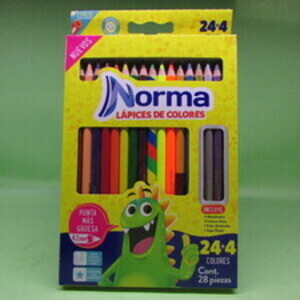 NUEVOS
24+4
Norma
LÁPICES DE COLORES
PUNTA
MÁS
GRUESA
INCLUYE
24+4
COLORES
Cont.
28 piezas